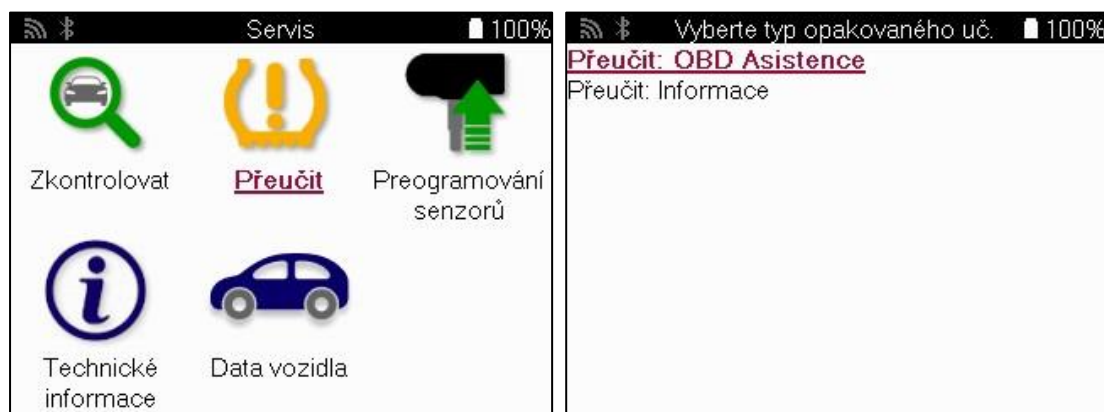 Servis
100%
Zkontrolovat
Přeučit
Preogramování
senzorů
Technické
informace
Data vozidla
Vyberte typ opakovaného uč.
100%
Přeučit: OBD Asistence
Přeučit: Informace